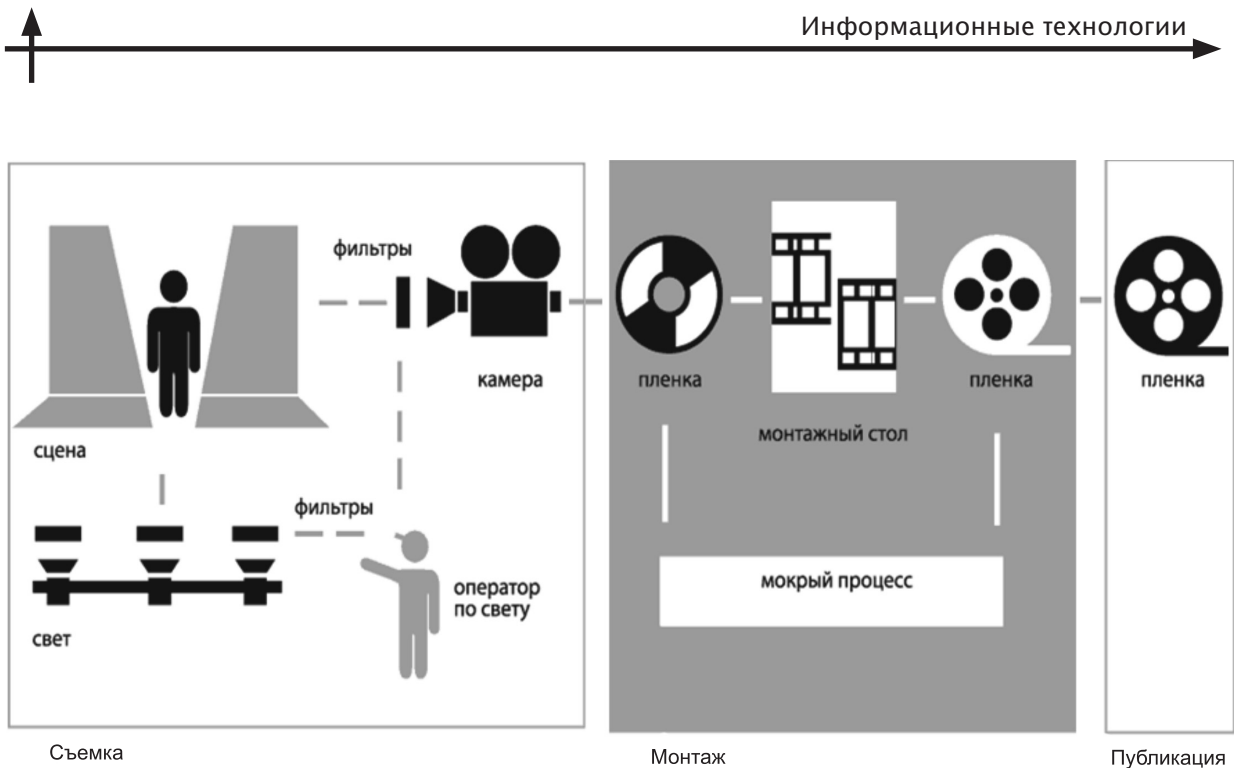 Информационные технологии
фильтры
камера
сцена
фильтры
оператор
по свету
свет
пленка
монтажный стол
пленка
мокрый процесс
пленка
Съемка
Монтаж
Публикация